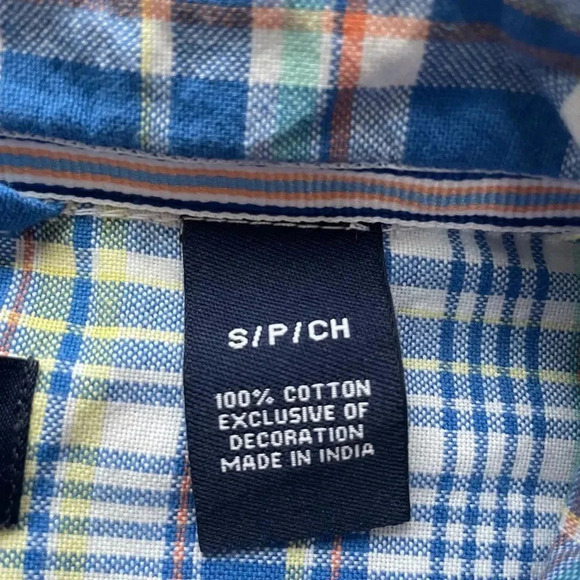 S/P/CH
100% COTTON
EXCLUSIVE OF
DECORATION
MADE IN INDIA